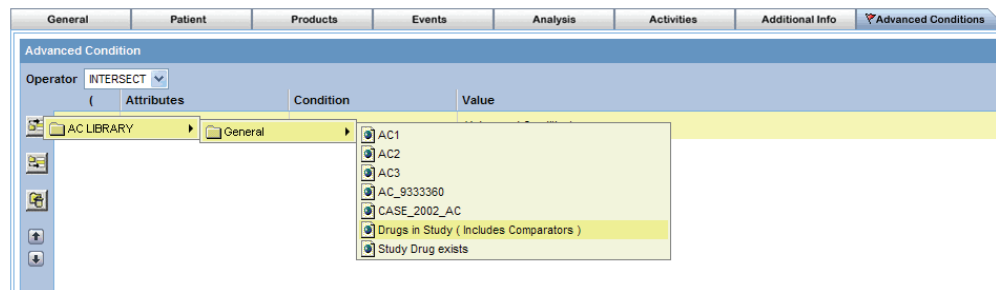 General Patient Products Events Analysis Activities Additional Info Advanced Conditions
Advanced Condition
Operator INTERSECT
( Attributes Condition Value
AC LIBRARY General
AC1
AC2
AC3
AC_9333360
CASE_2002_AC
Drugs in Study ( Includes Comparators )
Study Drug exists